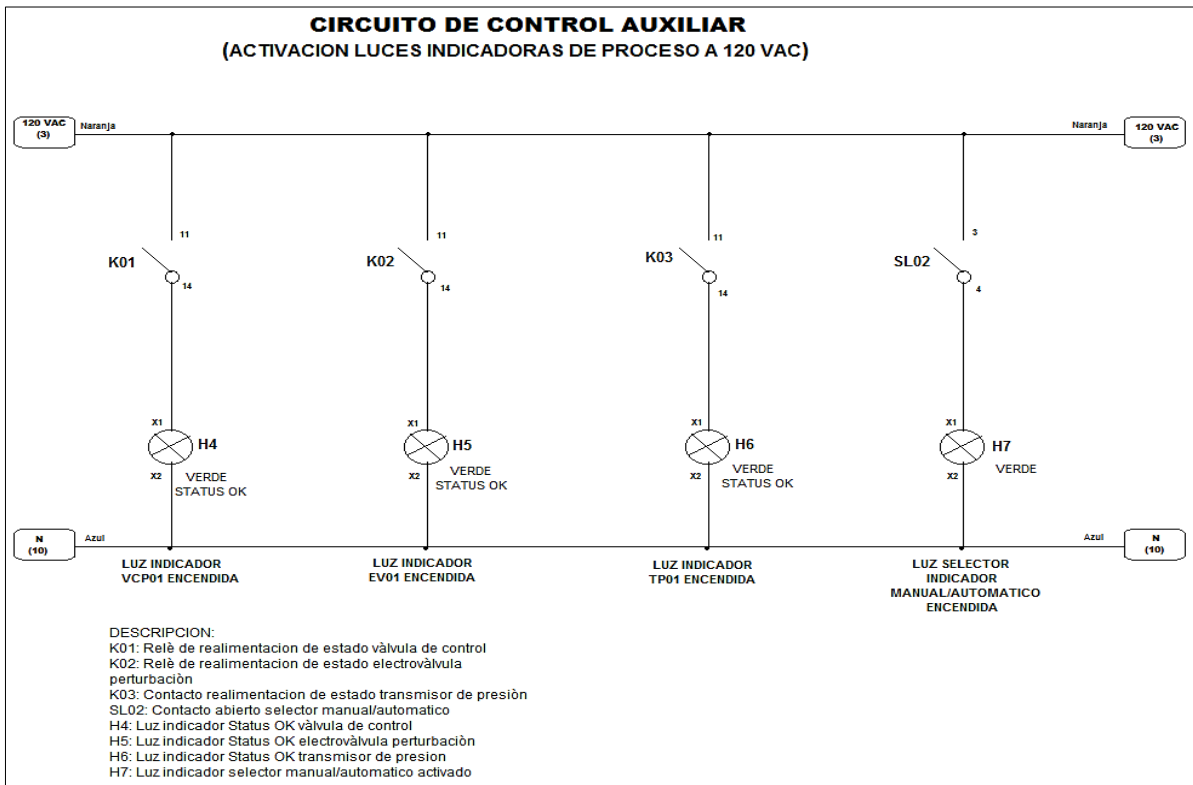 CIRCUITO DE CONTROL AUXILIAR
(ACTIVACION LUCES INDICADORAS DE PROCESO A 120 VAC)
120 VAC
(3)
Naranja
Naranja
120 VAC
(3)
11
K01
14
11
K02
14
11
K03
14
3
SL02
4
X1
H4
X2
VERDE
STATUS OK
X1
H5
X2
VERDE
STATUS OK
X1
H6
X2
VERDE
STATUS OK
X1
H7
X2
VERDE
N
(10)
Azul
Azul
N
(10)
LUZ INDICADOR
VCP01 ENCENDIDA
LUZ INDICADOR
EV01 ENCENDIDA
LUZ INDICADOR
TP01 ENCENDIDA
LUZ SELECTOR
INDICADOR
MANUAL/AUTOMATICO
ENCENDIDA
DESCRIPCION:
K01: Relè de realimentacion de estado vàlvula de control
K02: Relè de realimentacion de estado electrovàlvula
perturbaciòn
K03: Contacto realimentacion de estado transmisor de presiòn
SL02: Contacto abierto selector manual/automatico
H4: Luz indicador Status OK vàlvula de control
H5: Luz indicador Status OK electrovàlvula perturbaciòn
H6: Luz indicador Status OK transmisor de presion
H7: Luz indicador selector manual/automatico activado